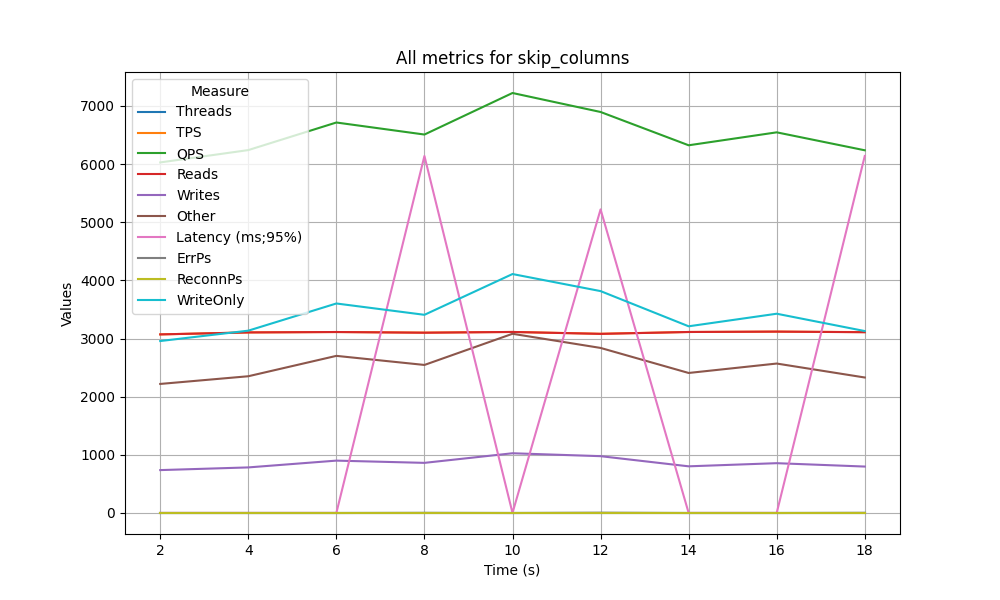 All metrics for skip_columns
Measure
Threads
TPS
QPS
Reads
Writes
Other
Latency (ms;95%)
ErrPs
ReconnPs
WriteOnly
Values
7000
6000
5000
4000
3000
2000
1000
0
2 4 6 8 10 12 14 16 18
Time (s)